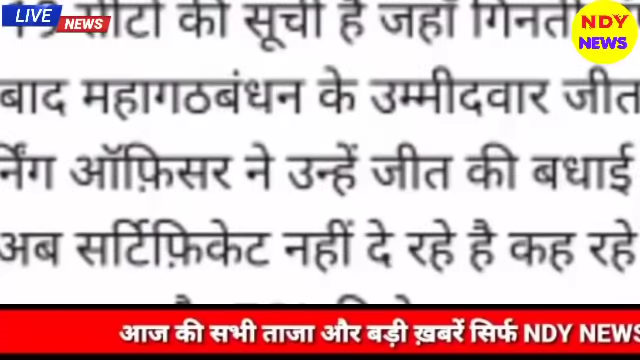 LIVE NEWS
NDY NEWS
सीटों की सूची है जहाँ गिनती
बाद महागठबंधन के उम्मीदवार जीत
र्निंग ऑफ़िसर ने उन्हें जीत की बधाई
अब सर्टिफ़िकेट नहीं दे रहे है कह रहे
आज की सभी ताजा और बड़ी ख़बरें सिर्फ NDY NEWS